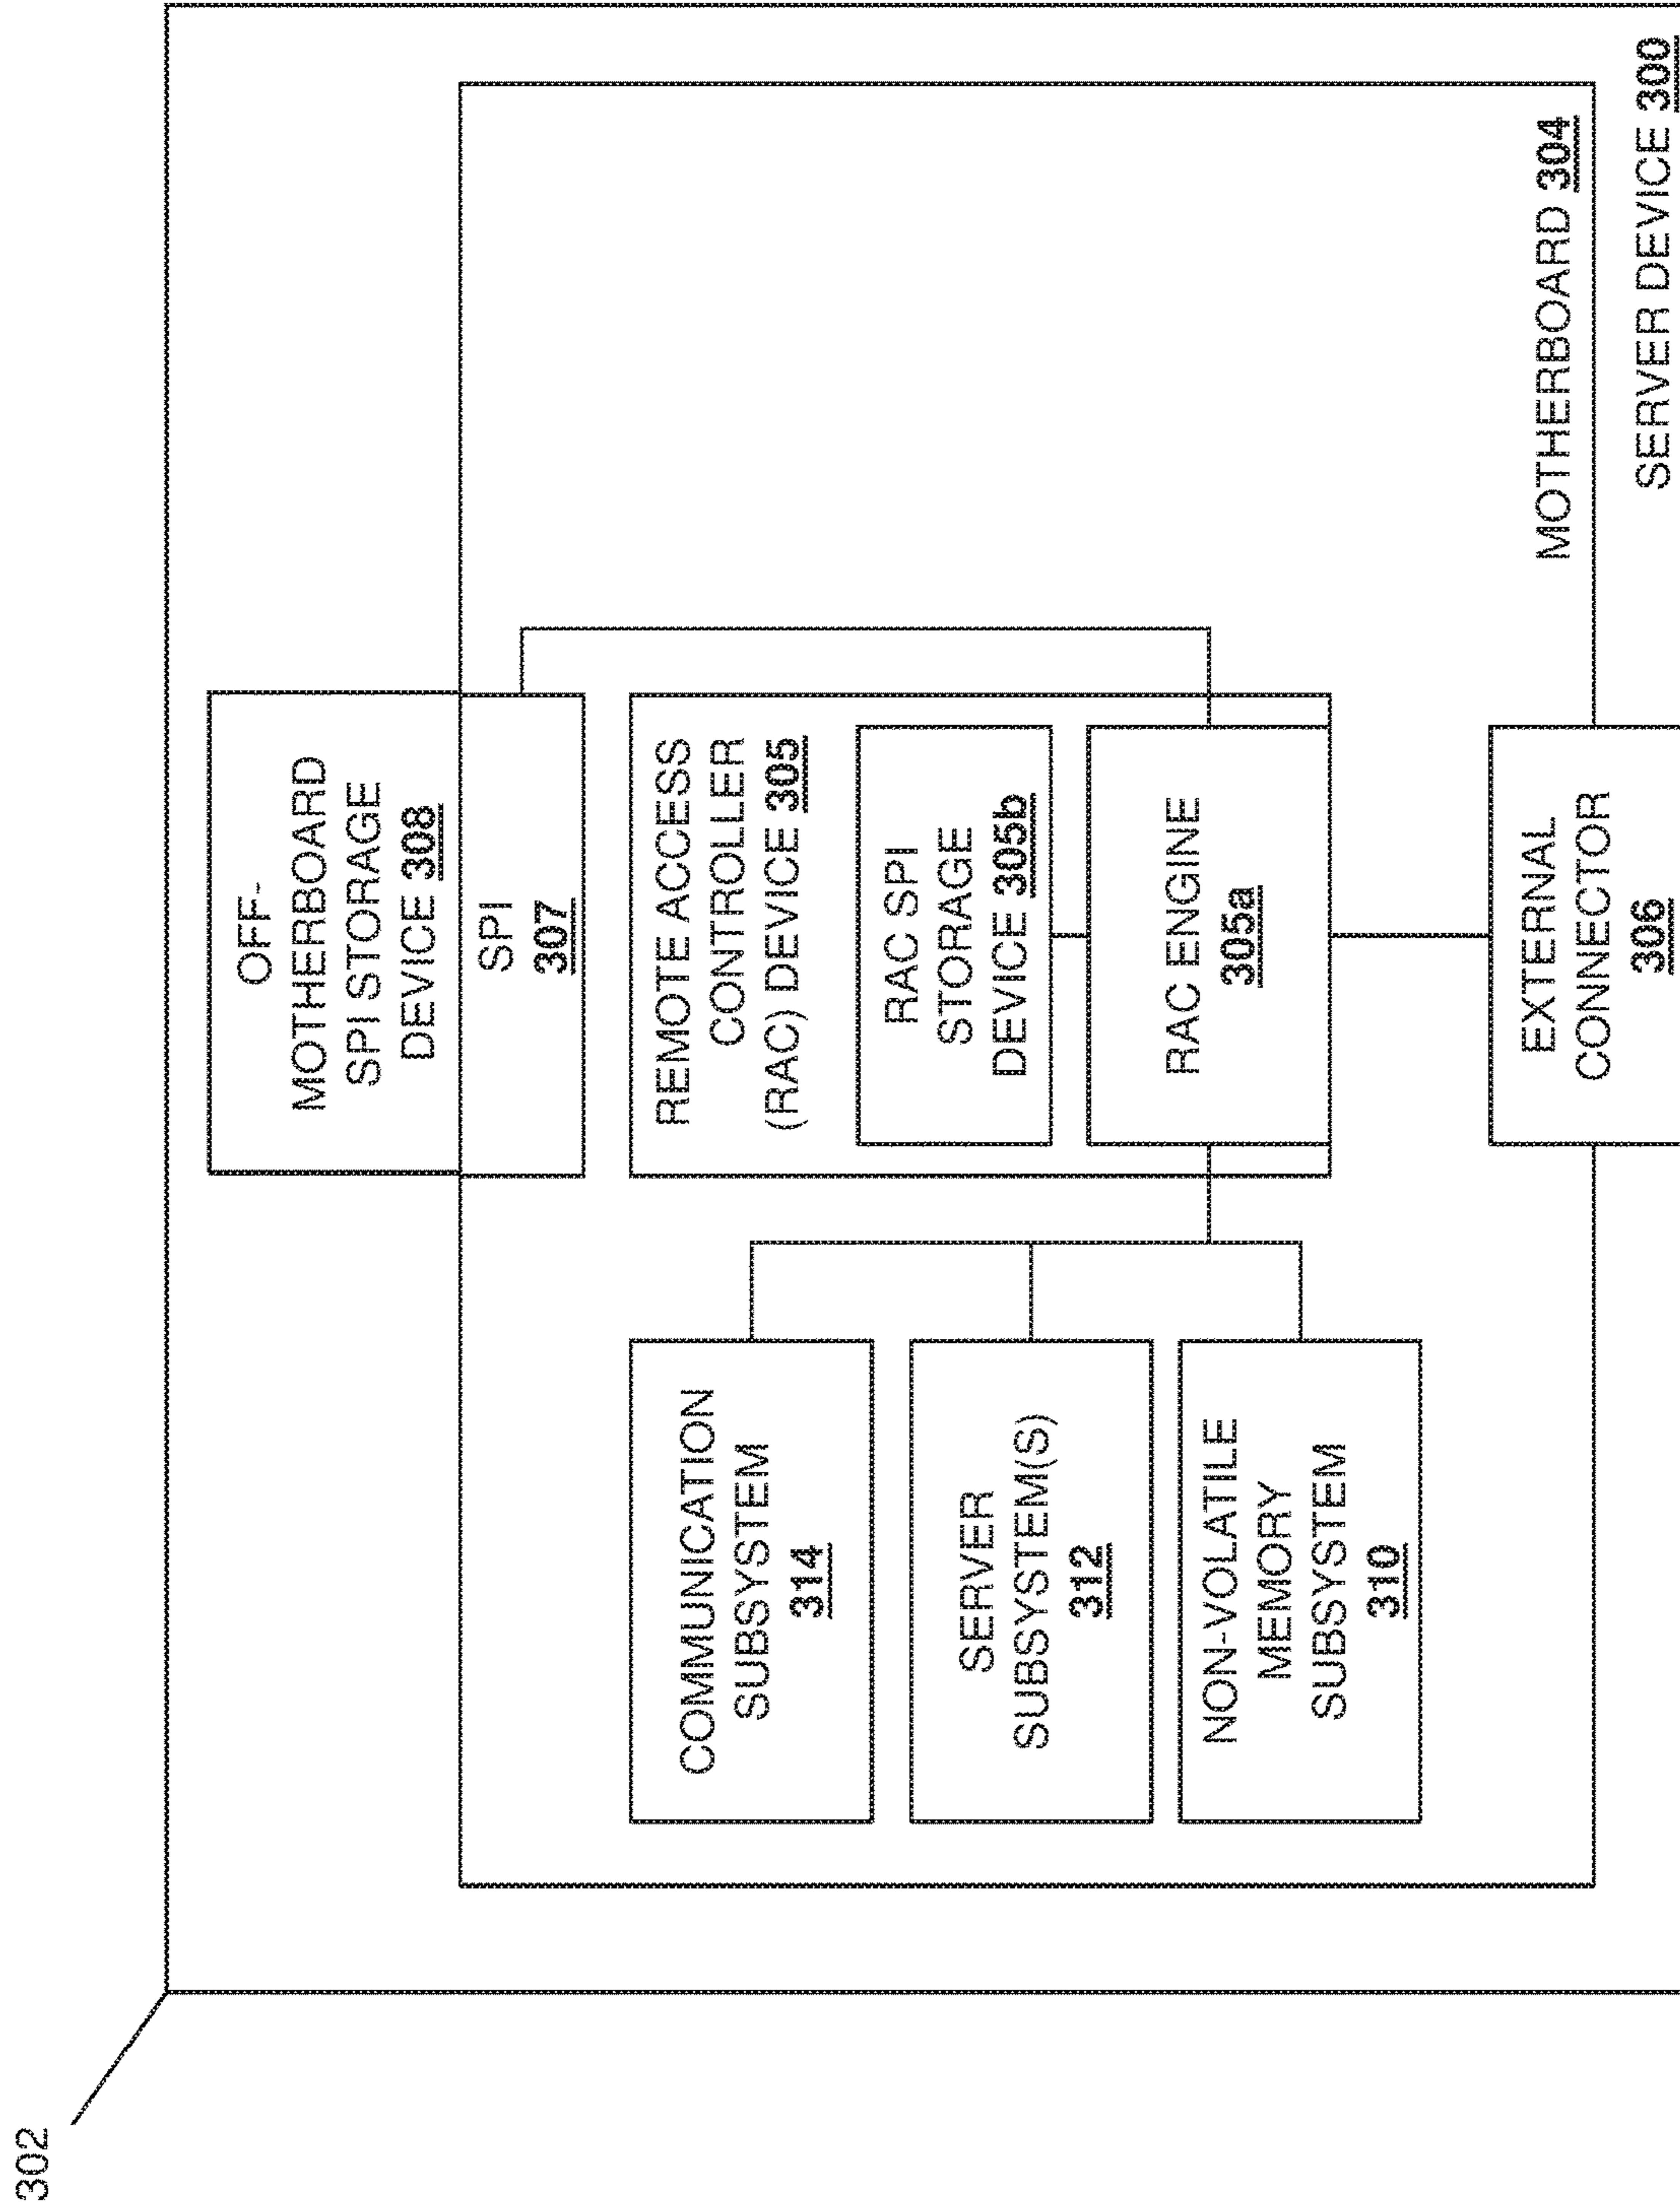 302
OFF-
MOTHERBOARD
SPI STORAGE
DEVICE 308
SPI
307
REMOTE ACCESS
CONTROLLER
(RAC) DEVICE 305
RAC SPI
STORAGE
DEVICE 305b
RAC ENGINE
305a
COMMUNICATION
SUBSYSTEM
314
SERVER
SUBSYSTEM(S)
312
NON-VOLATILE
MEMORY
SUBSYSTEM
310
EXTERNAL
CONNECTOR
306
MOTHERBOARD 304
SERVER DEVICE 300